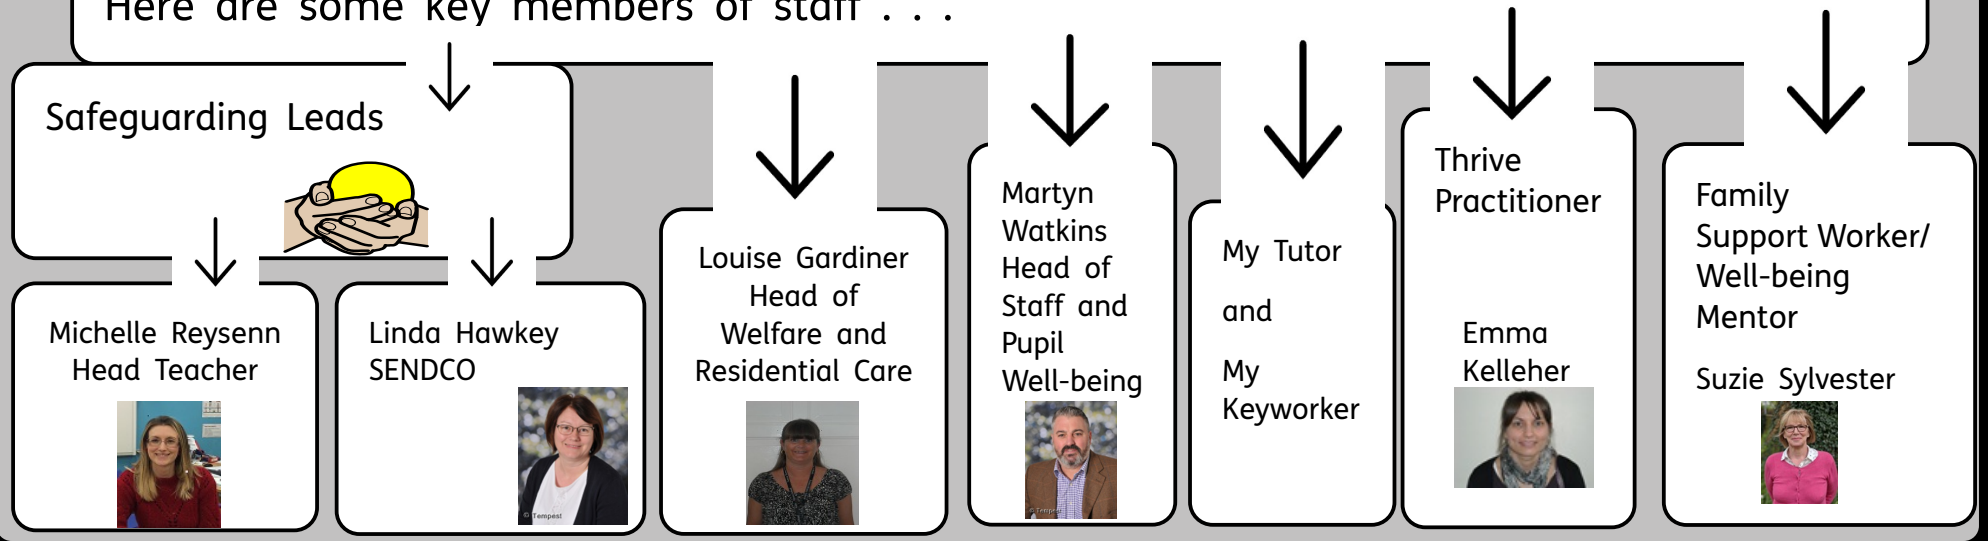 Here are some key members of staff . . .
Safeguarding Leads
Michelle Reysenn
Head Teacher
Linda Hawkey
SENDCO
© Tempest
Louise Gardiner
Head of
Welfare and
Residential Care
Martyn
Watkins
Head of
Staff and
Pupil
Well-being
© Tempest
My Tutor
and
My
Keyworker
Thrive
Practitioner
Emma
Kelleher
Family
Support Worker/
Well-being
Mentor
Suzie Sylvester